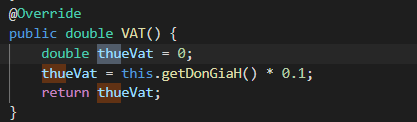 @Override
public double VAT() {
    double thueVat = 0;
    thueVat = this.getDonGiaH() * 0.1;
    return thueVat;
}